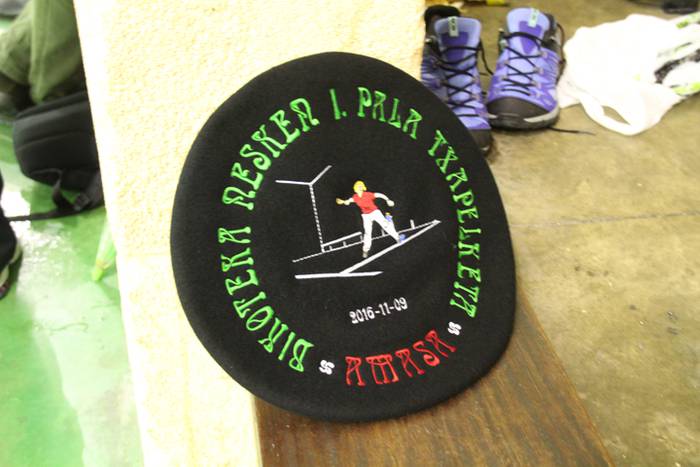 BIKOTEKA NESKEN I. PALA TXAPELKETA
2016-11-09
AMASA